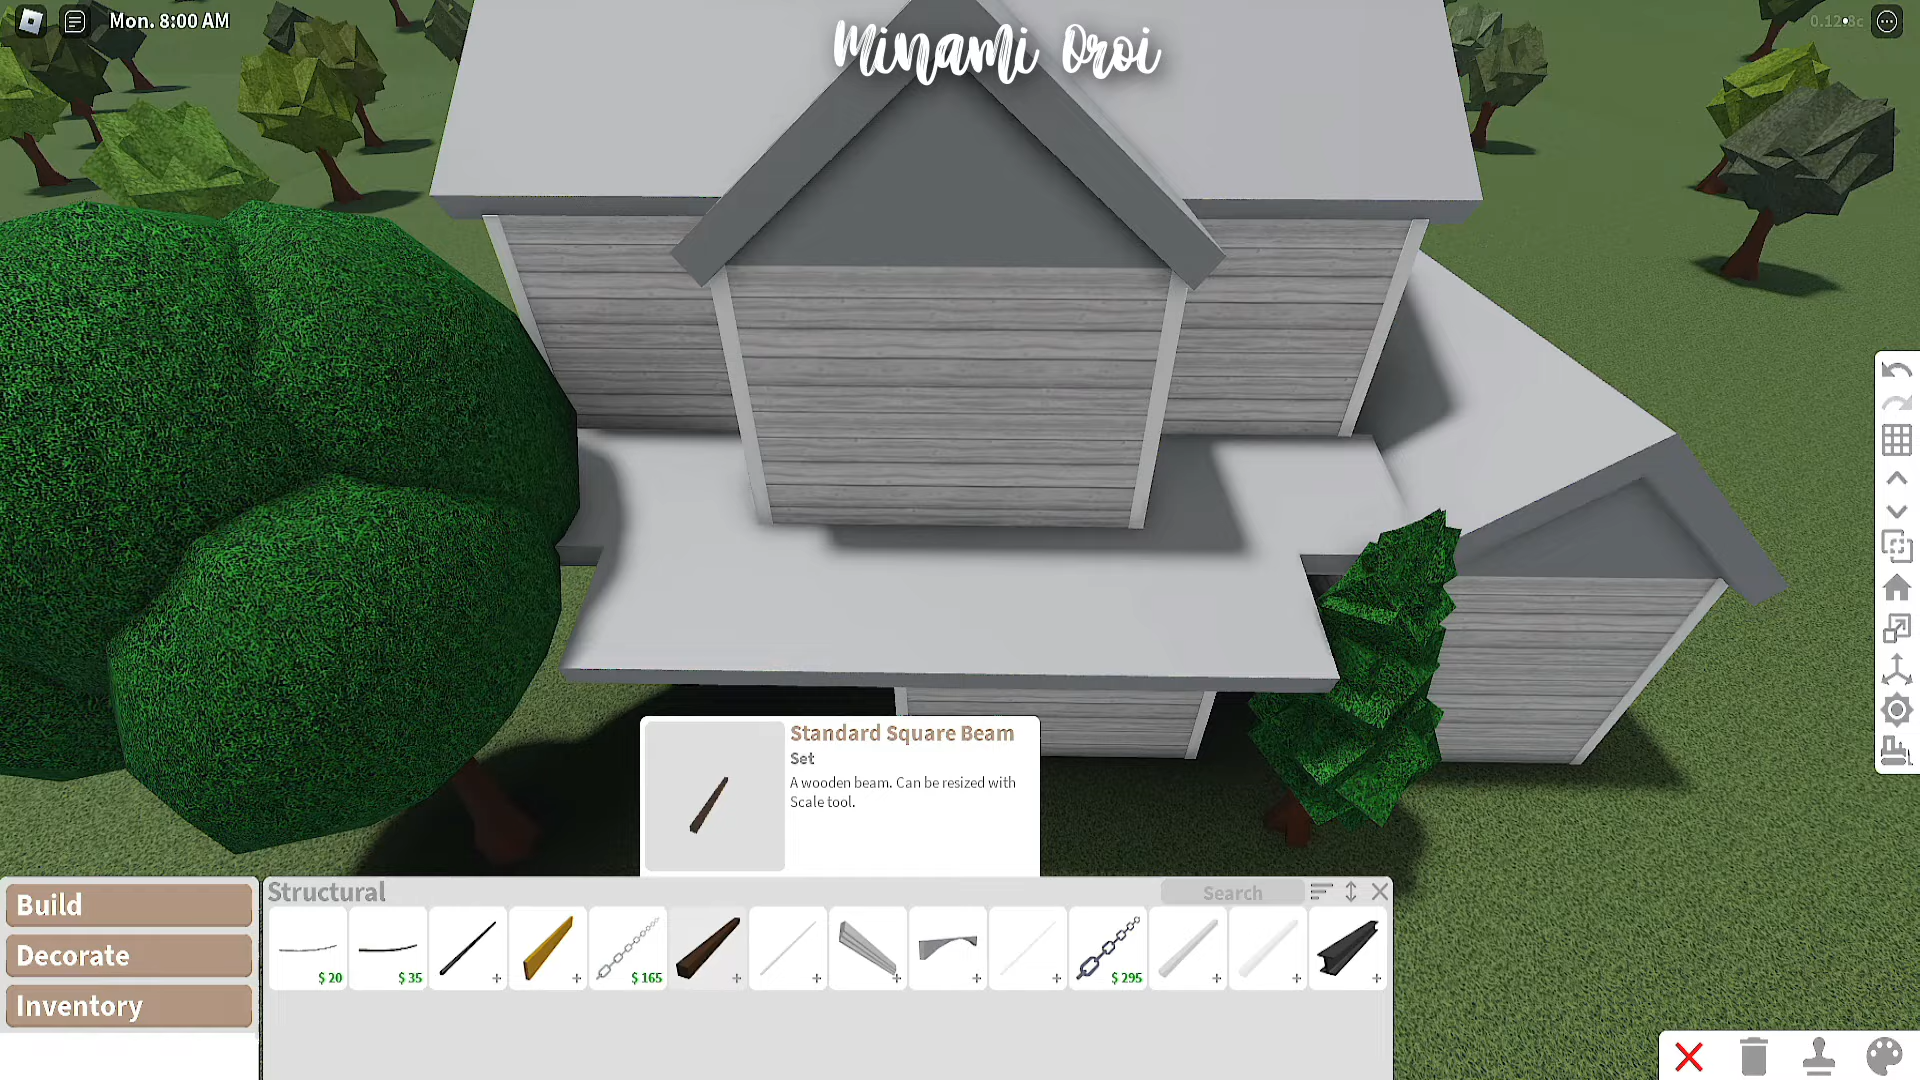 Mon. 8:00 AM
Minami Oroi
Standard Square Beam
Set
A wooden beam. Can be resized with
Scale tool.
Build
Decorate
Inventory
Structural
Search
$ 20
$ 35
$ 165
$ 295